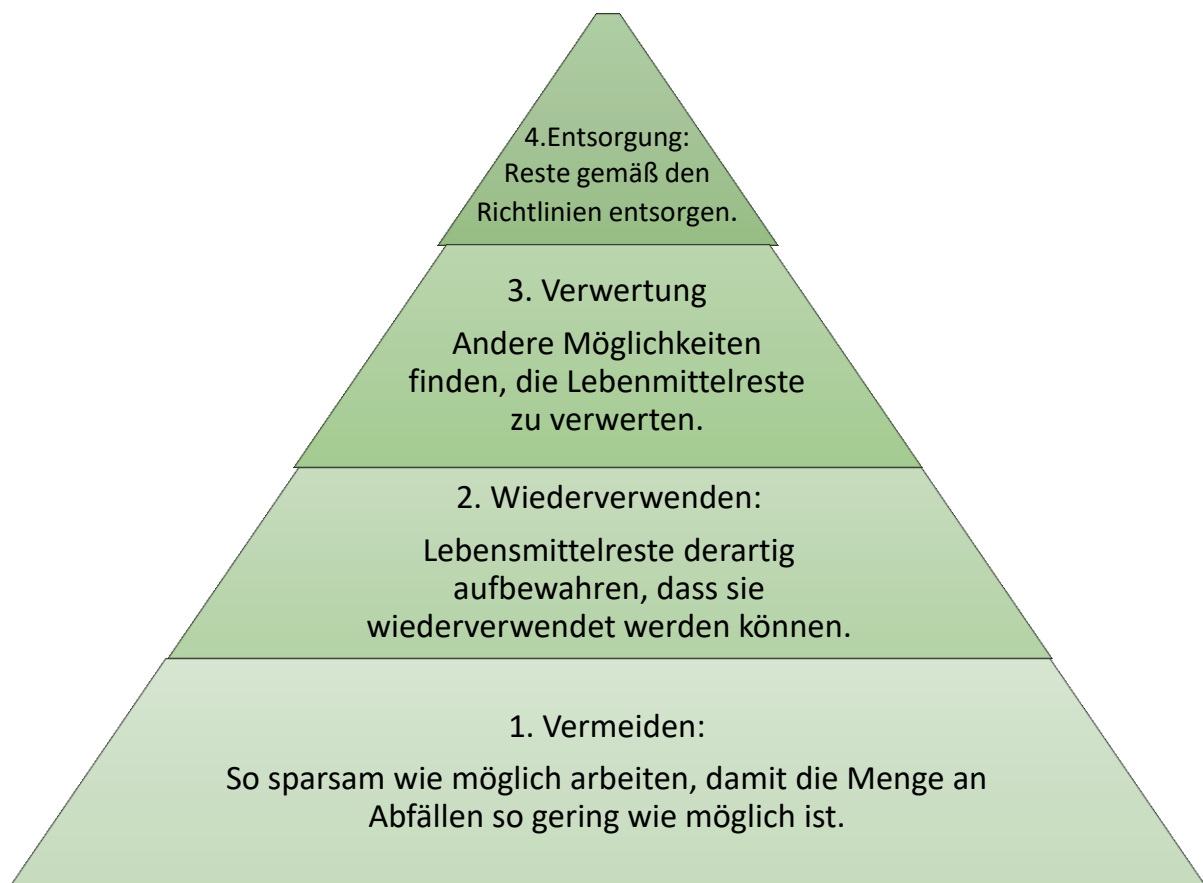 4.Entsorgung:
Reste gemäß den
Richtlinien entsorgen.
3. Verwertung
Andere Möglichkeiten
finden, die Lebenmittelreste
zu verwerten.
2. Wiederverwenden:
Lebensmittelreste derartig
aufbewahren, dass sie
wiederverwendet werden können.
1. Vermeiden:
So sparsam wie möglich arbeiten, damit die Menge an
Abfällen so gering wie möglich ist.